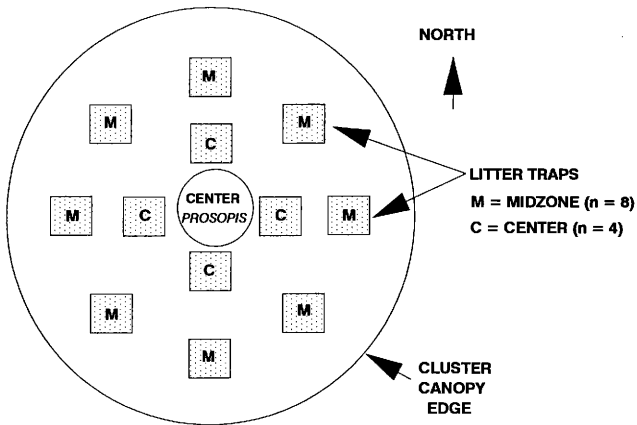 NORTH
M
M
M
C
LITTER TRAPS
CENTER
PROSOPIS
M
C
C
M
M = MIDZONE (n = 8)
C = CENTER (n = 4)
C
M
M
M
CLUSTER
CANOPY
EDGE